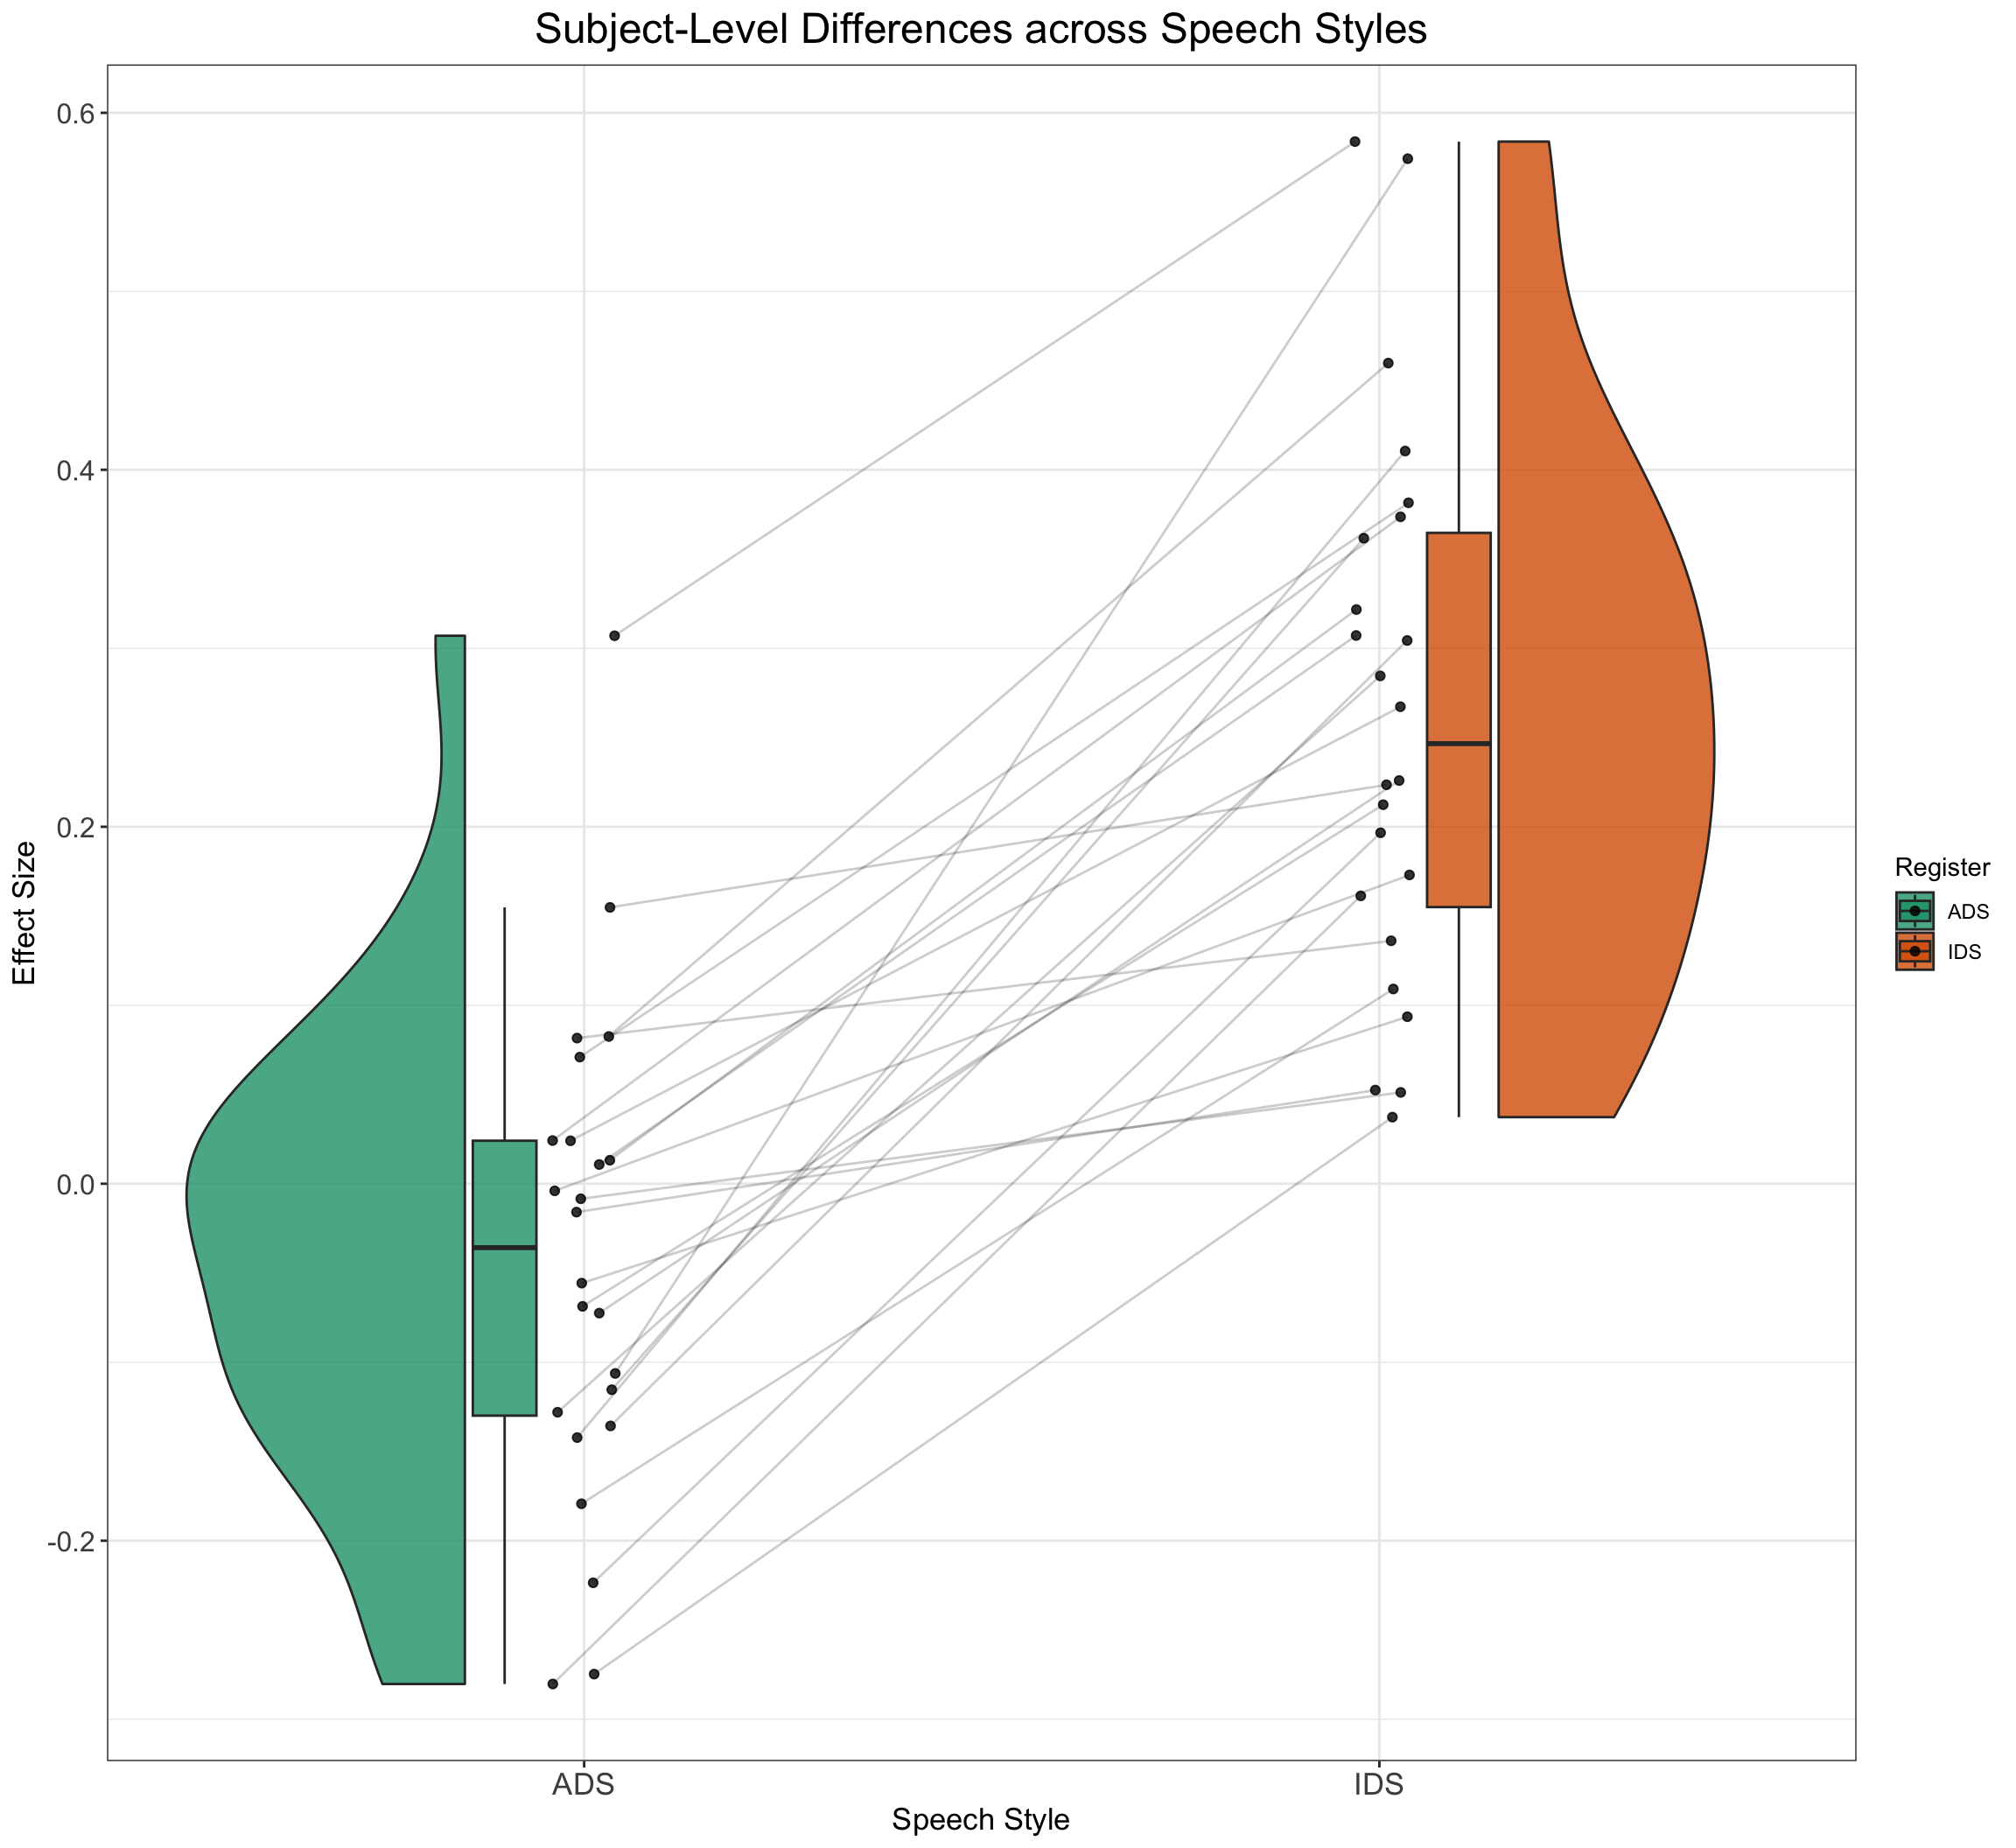 Subject-Level Differences across Speech Styles
0.6
0.4
0.2
0.0
-0.2
Effect Size
ADS
IDS
Speech Style
Register
ADS
IDS